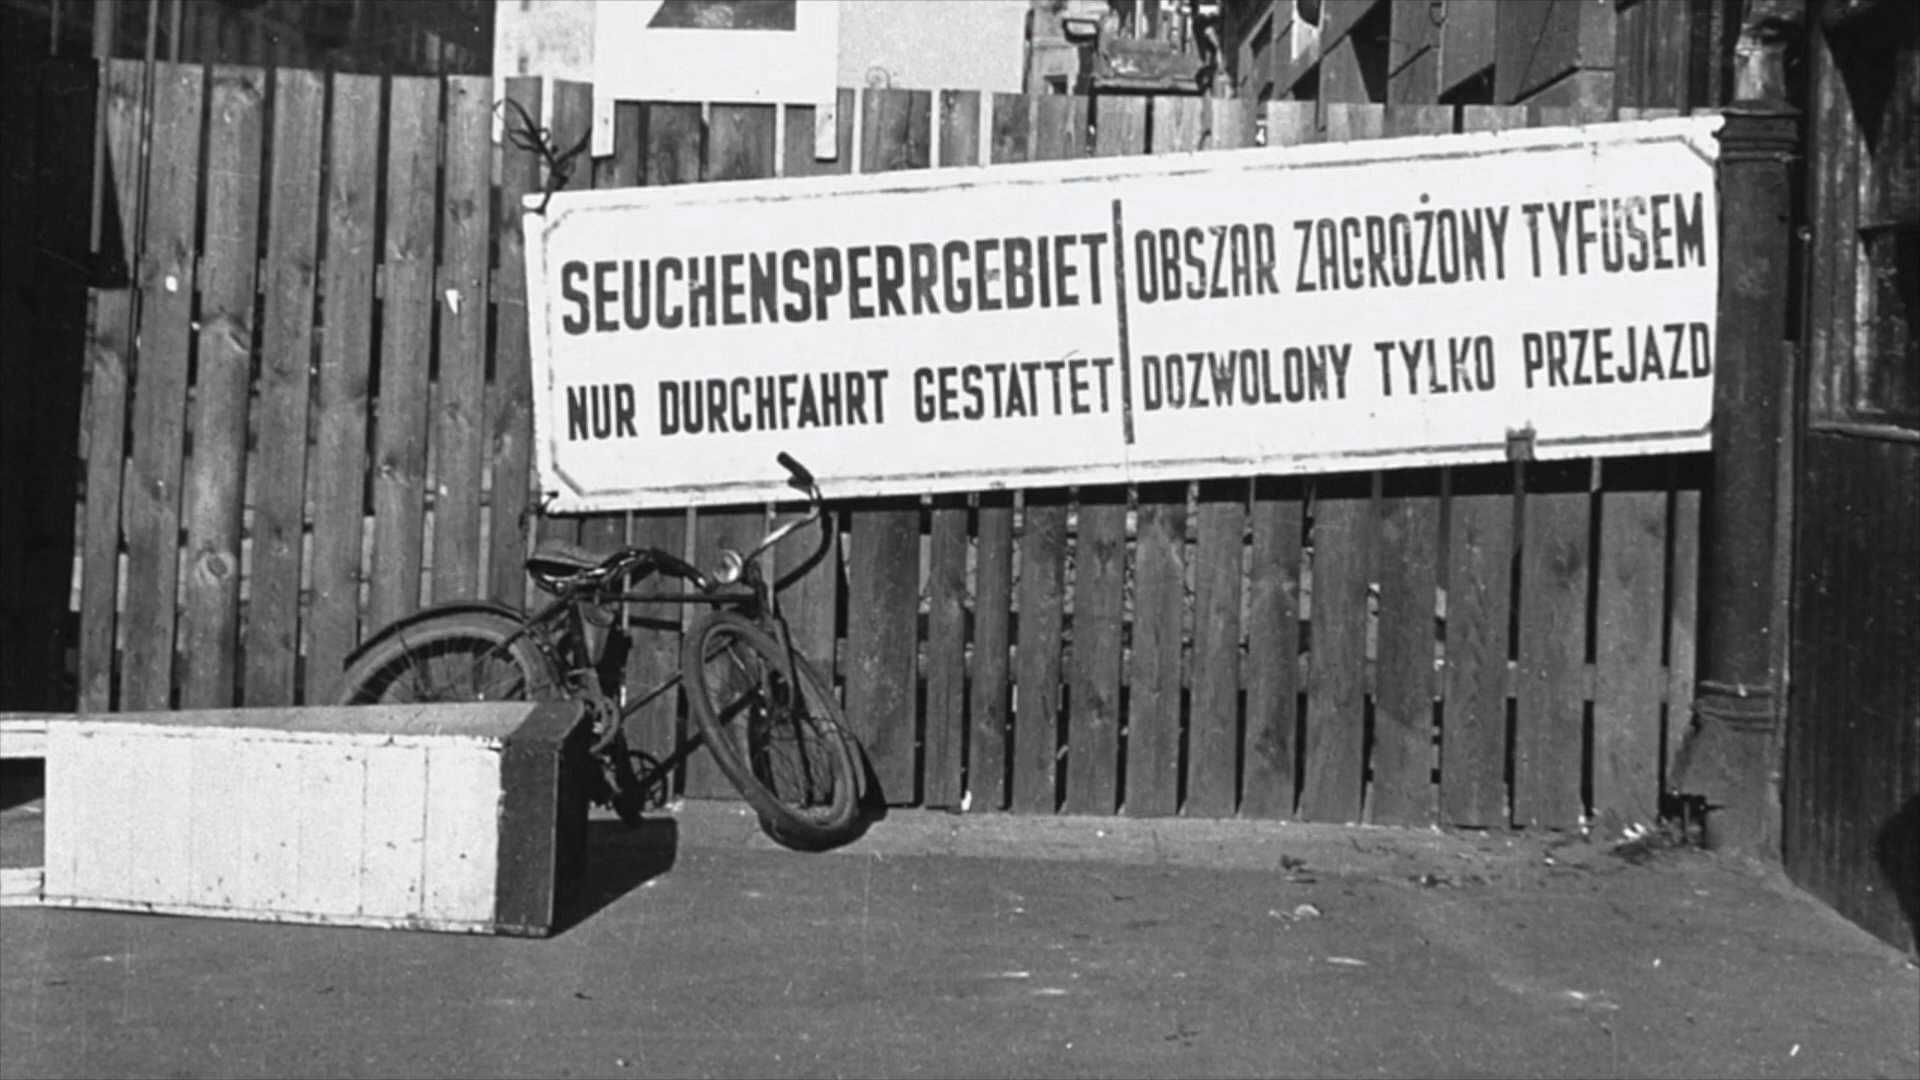 SEUCHENSPERRGEBIET
NUR DURCHFAHRT GESTATTET
OBSZAR ZAGROŻONY TYFUSEM
DOZWOLONY TYLKO PRZEJAZD